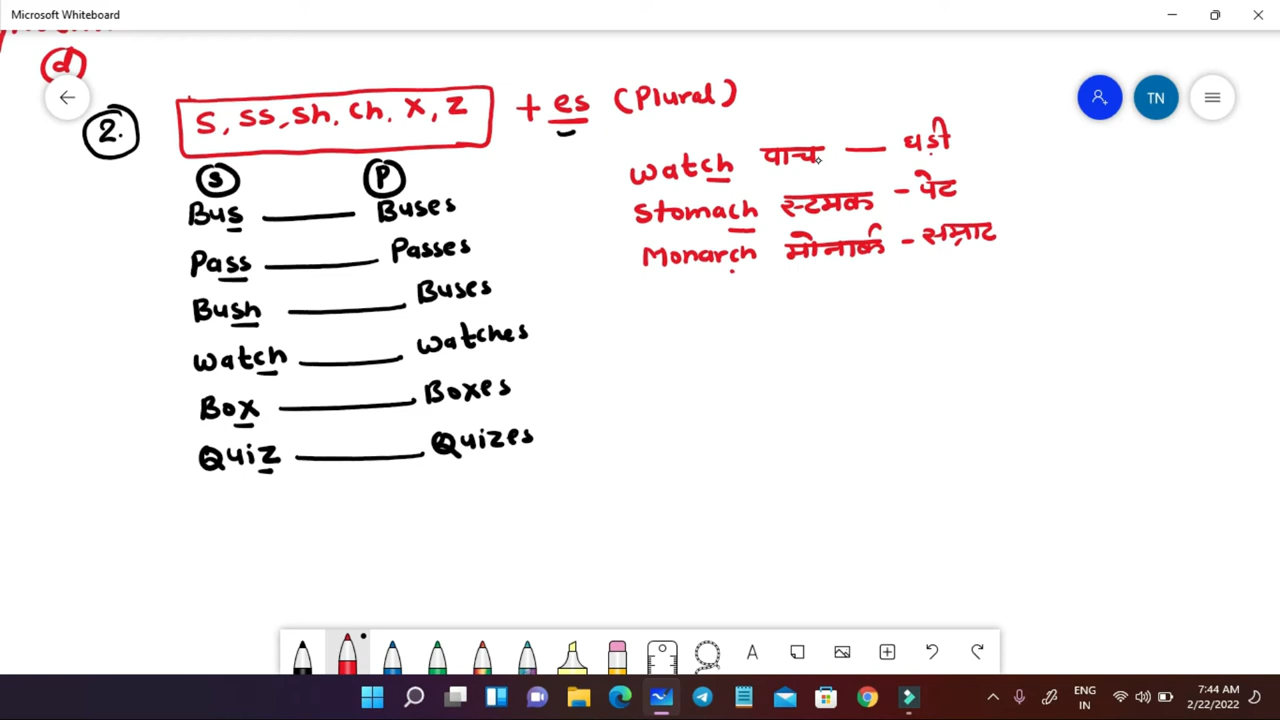 Microsoft Whiteboard
d
2. S, ss, sh, ch, x, z + es (Plural)
S P
Bus Buses
Pass Passes
Bush Buses
watch watches
Box Boxes
Quiz Quizes
watch वाच — घडी
Stomach स्टमक - पेट
Monarch मोनार्क - सम्राट
TN
ENG
IN
7:44 AM
2/22/2022